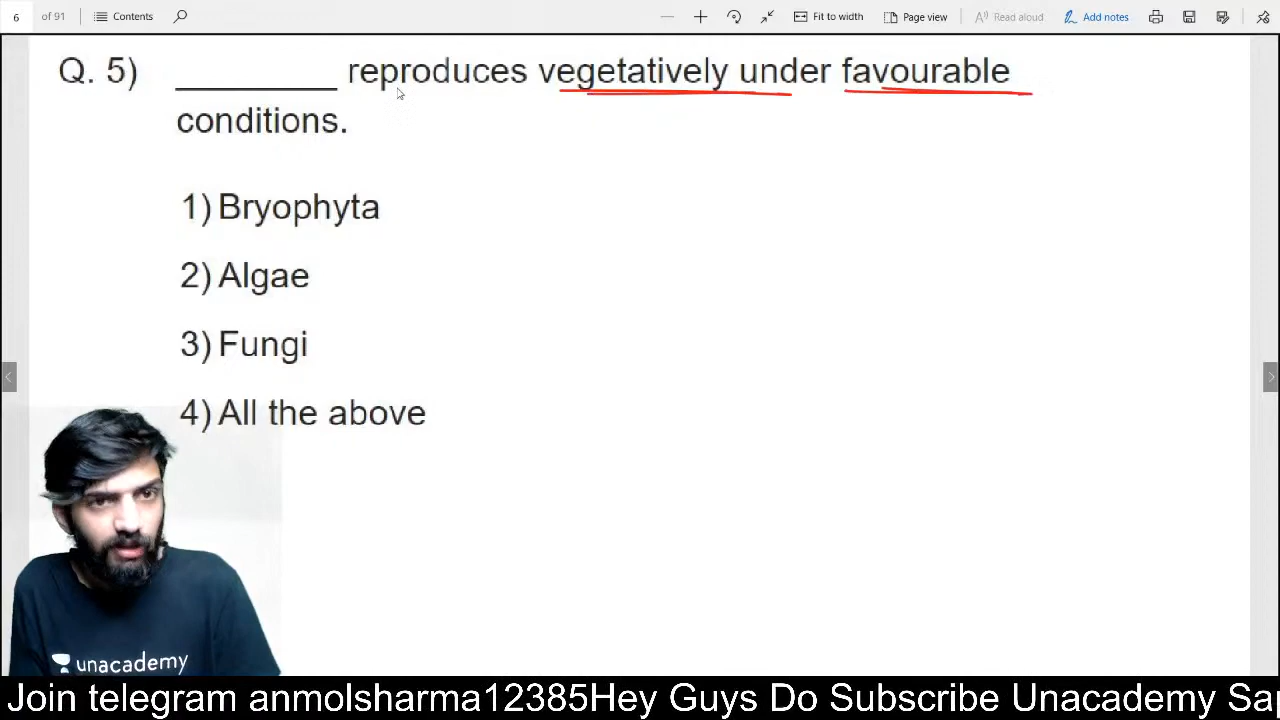 6 of 91 Contents Fit to width Page view Read aloud Add notes
Q. 5) _________ reproduces vegetatively under favourable
conditions.
1) Bryophyta
2) Algae
3) Fungi
4) All the above
unacademy
Join telegram anmolsharma12385Hey Guys Do Subscribe Unacademy Sa